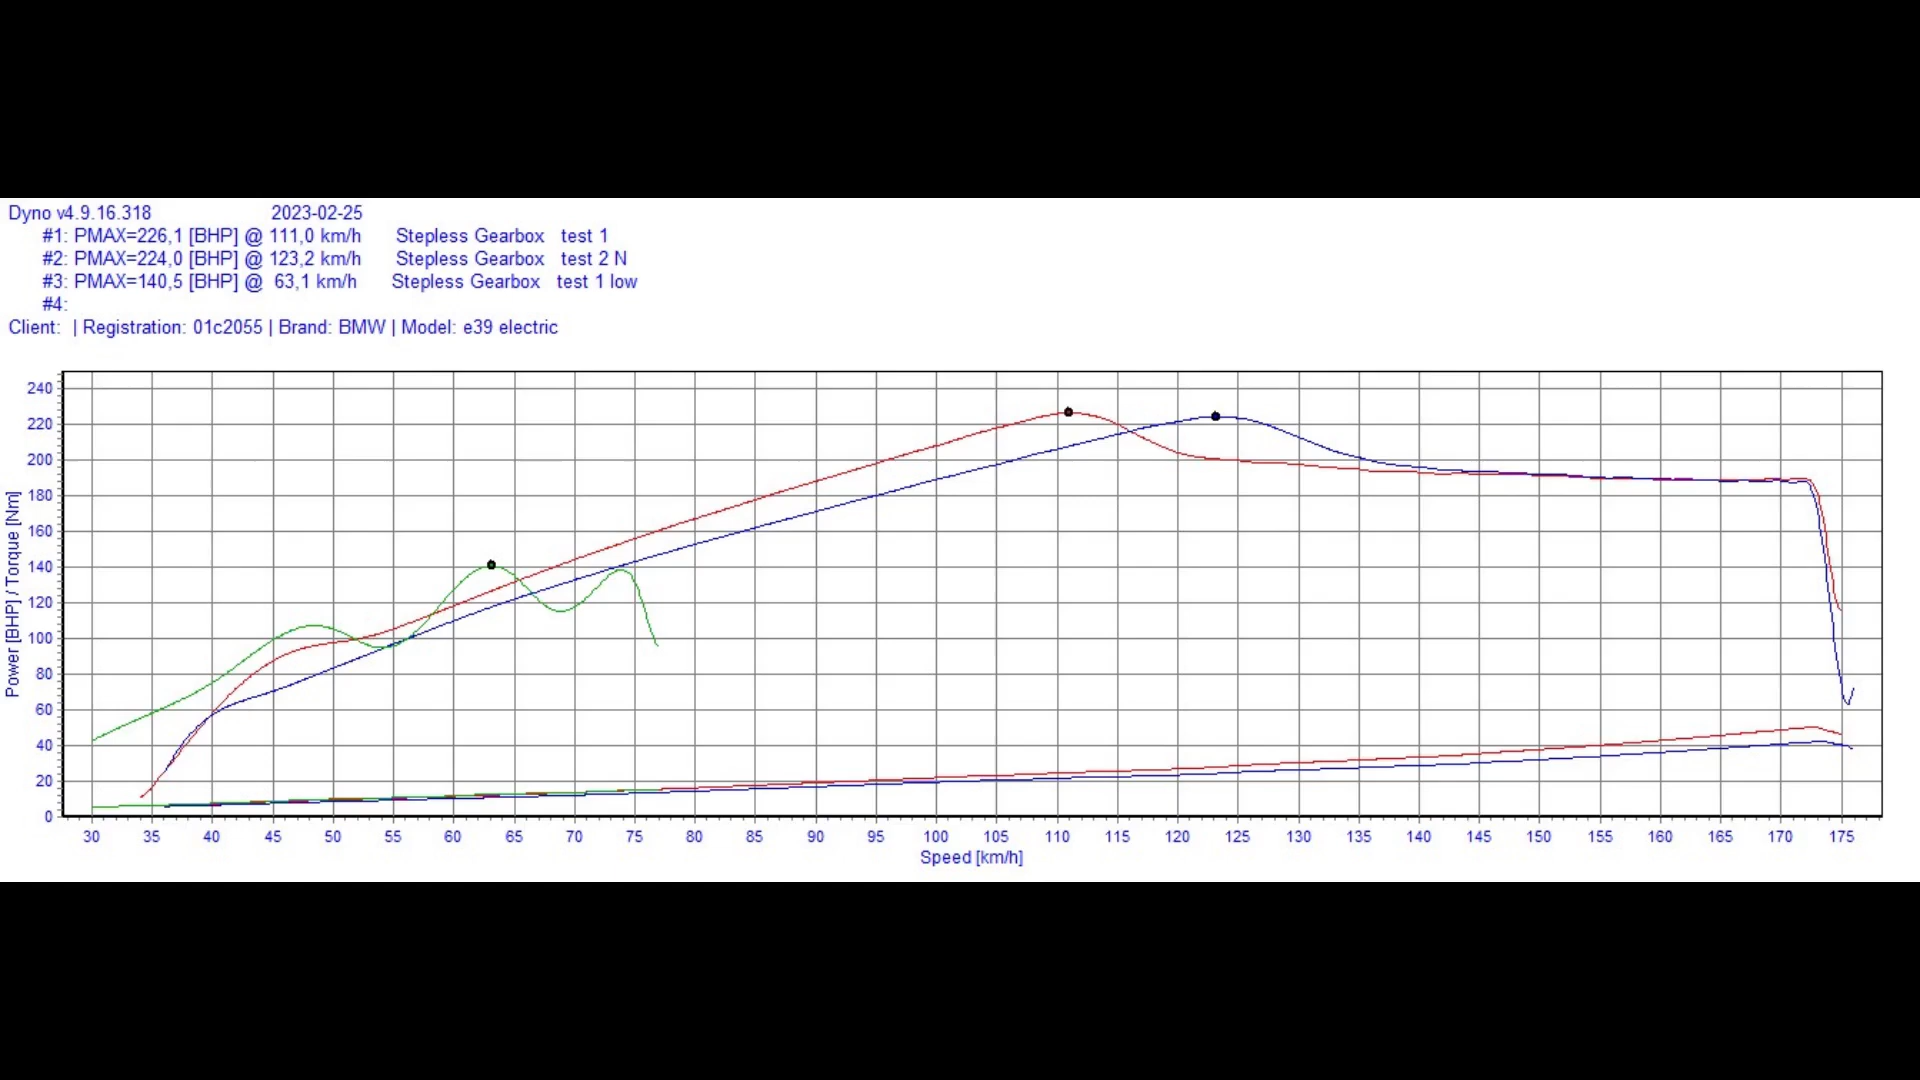 Dyno v4.9.16.318 2023-02-25
#1: PMAX=226,1 [BHP] @ 111,0 km/h Stepless Gearbox test 1
#2: PMAX=224,0 [BHP] @ 123,2 km/h Stepless Gearbox test 2 N
#3: PMAX=140,5 [BHP] @ 63,1 km/h Stepless Gearbox test 1 low
#4:
Client: | Registration: 01c2055 | Brand: BMW | Model: e39 electric
Power [BHP] / Torque [Nm]
240
220
200
180
160
140
120
100
80
60
40
20
0
30 35 40 45 50 55 60 65 70 75 80 85 90 95 100 105 110 115 120 125 130 135 140 145 150 155 160 165 170 175
Speed [km/h]